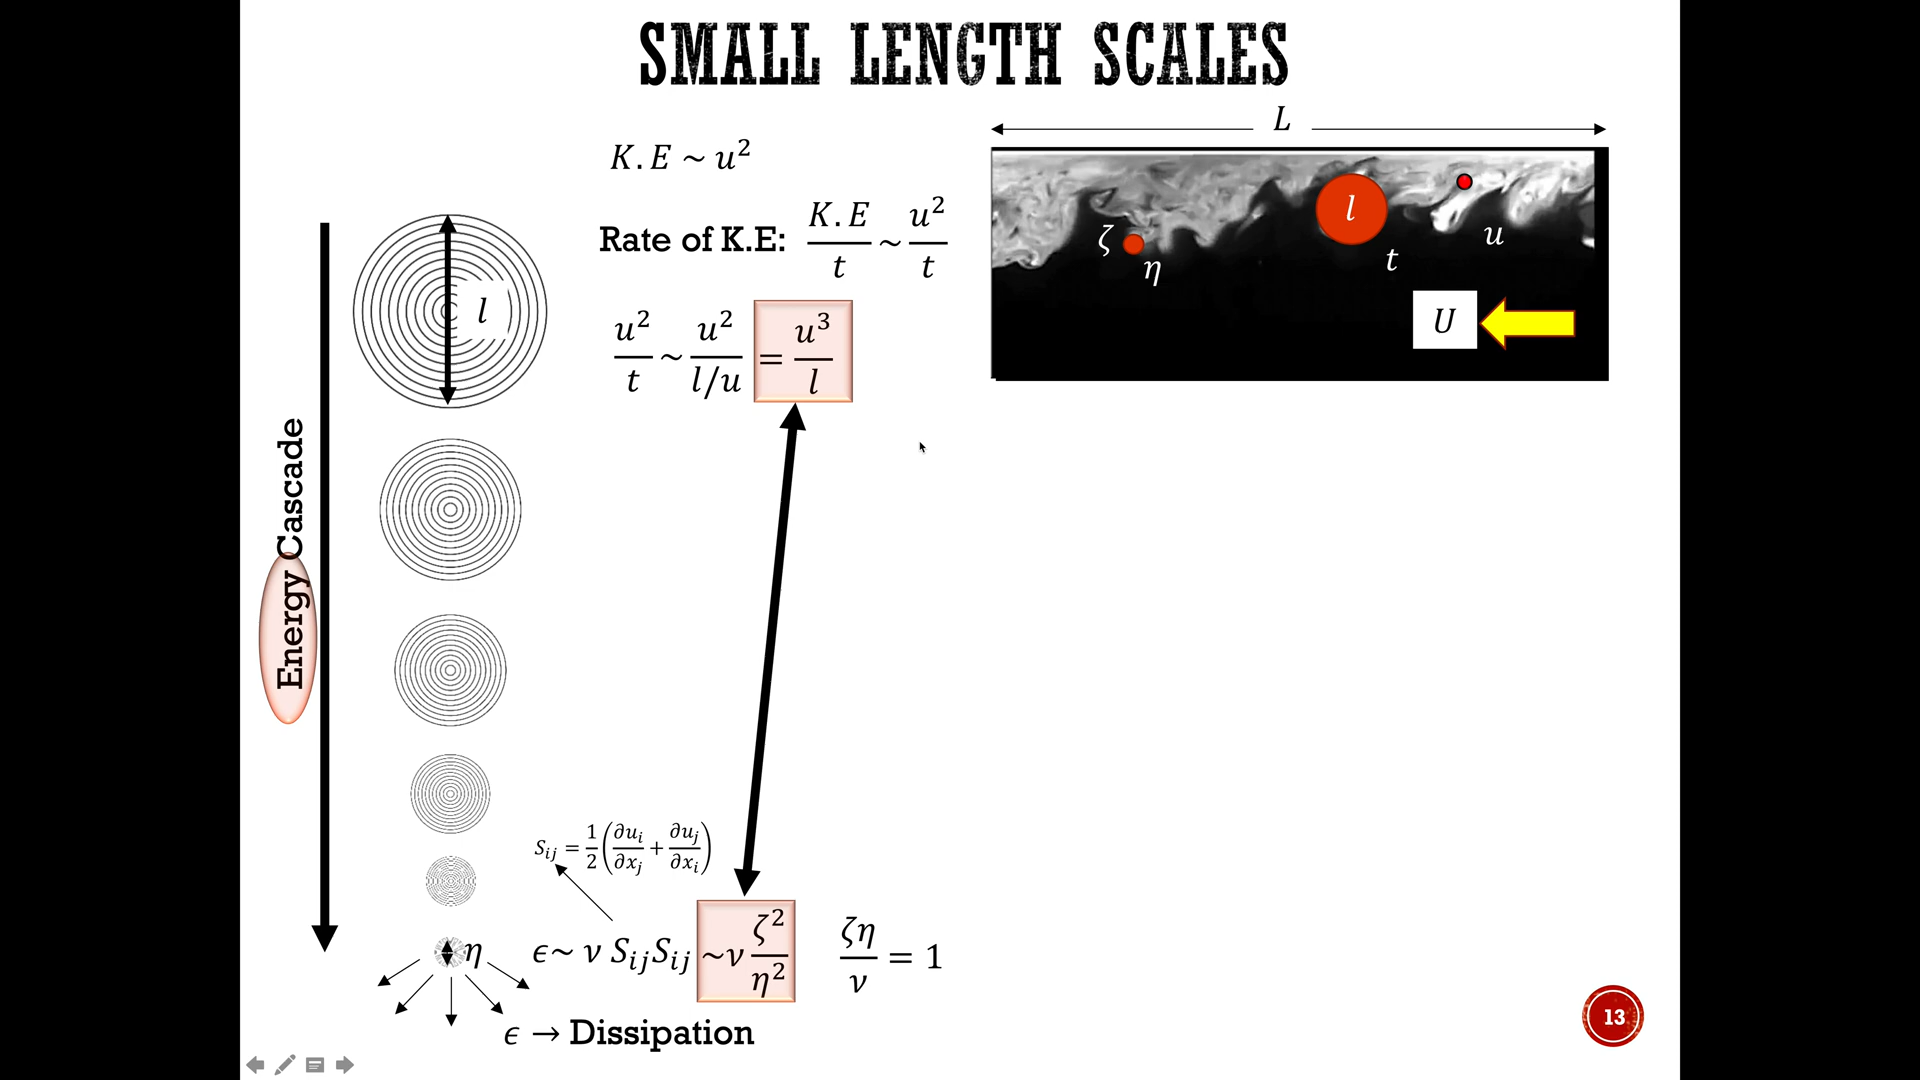 SMALL LENGTH SCALES
K.E ~ u²
Rate of K.E: K.E/t ~ u²/t
u²/t ~ u²/(l/u) = u³/l
L
l
ζ
η
t
u
U
l
Energy Cascade
S_ij = 1/2 (∂u_i/∂x_j + ∂u_j/∂x_i)
η
ϵ~ ν S_ij S_ij ~ν ζ²/η²
ζη/ν = 1
ϵ → Dissipation
13